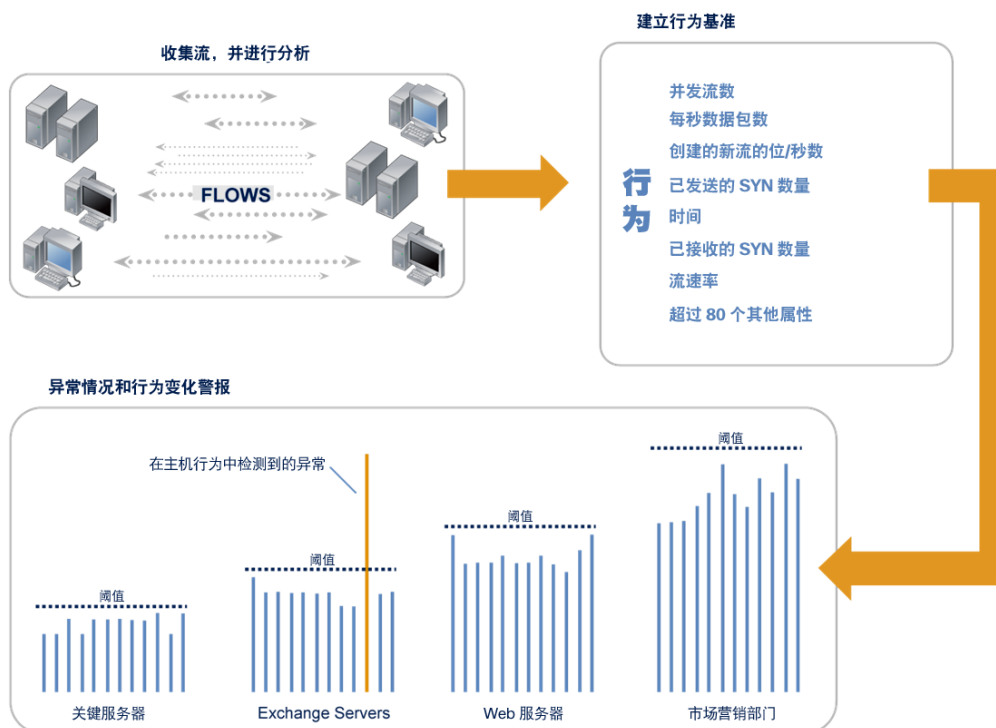 收集流，并进行分析
FLOWS
建立行为基准
行为
并发流数
每秒数据包数
创建的新流的位/秒数
已发送的 SYN 数量
时间
已接收的 SYN 数量
流速率
超过 80 个其他属性
异常情况和行为变化警报
在主机行为中检测到的异常
阈值
阈值
阈值
阈值
关键服务器
Exchange Servers
Web 服务器
市场营销部门